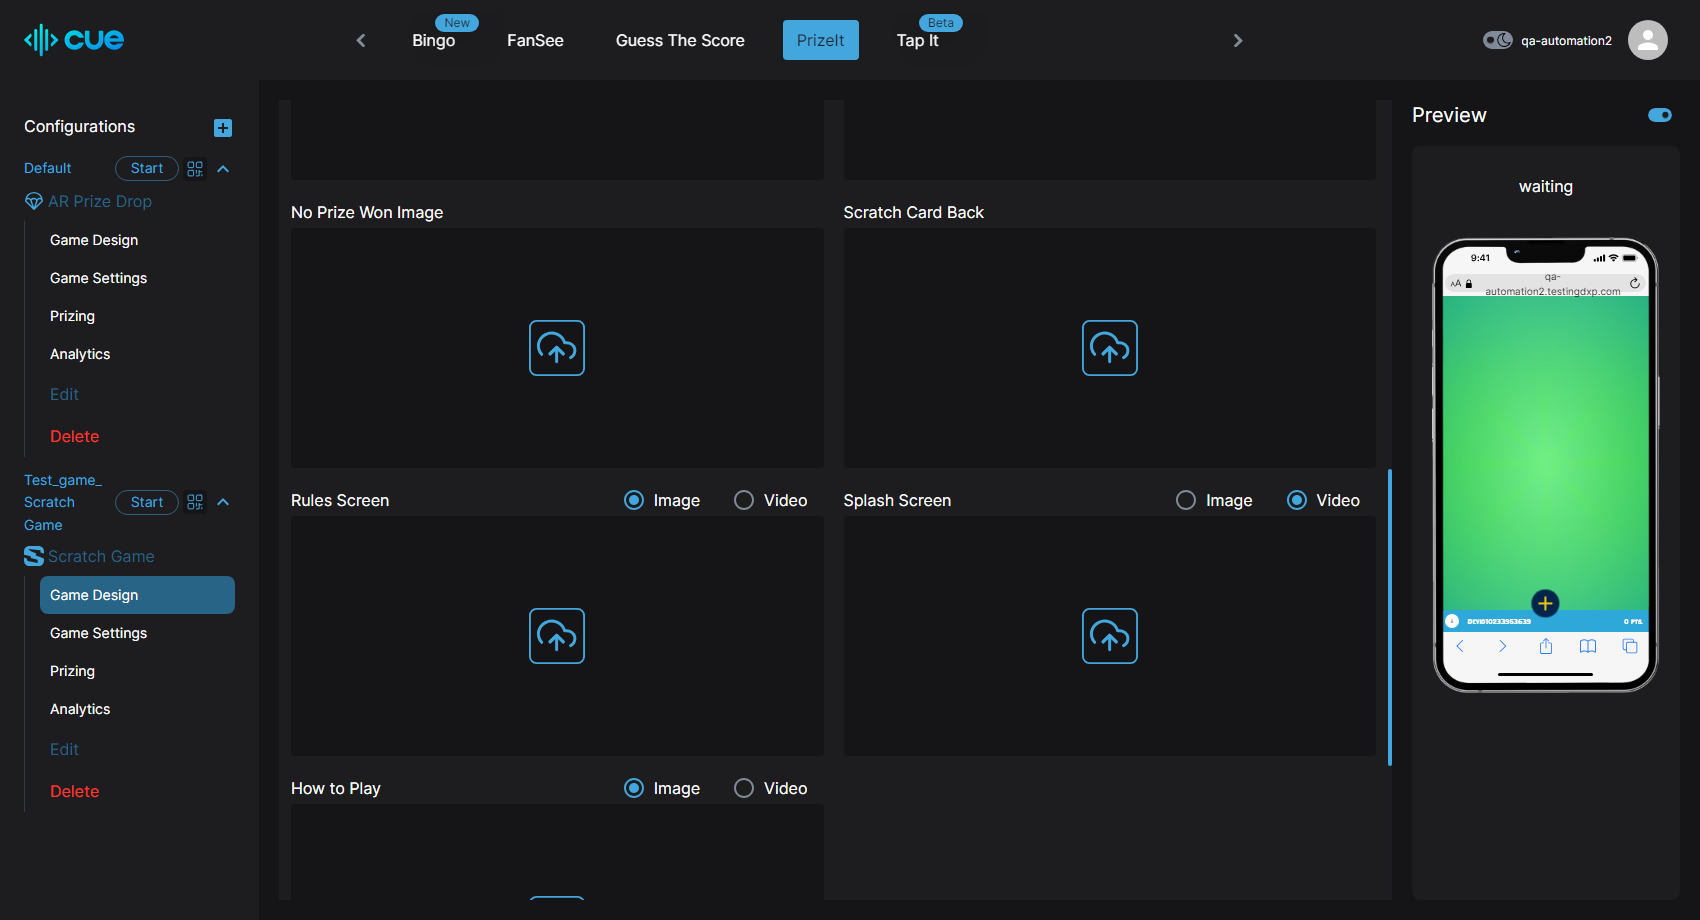 cue
New
Bingo
FanSee
Guess The Score
PrizeIt
Beta
Tap It
qa-automation2
Configurations
Default
Start
AR Prize Drop
Game Design
Game Settings
Prizing
Analytics
Edit
Delete
Test_game_
Scratch
Game
Start
Scratch Game
Game Design
Game Settings
Prizing
Analytics
Edit
Delete
No Prize Won Image
Scratch Card Back
Rules Screen
Image
Video
Splash Screen
Image
Video
How to Play
Image
Video
Preview
waiting
9:41
AA
qa-
automation2.testingdxp.com
0 PTS.